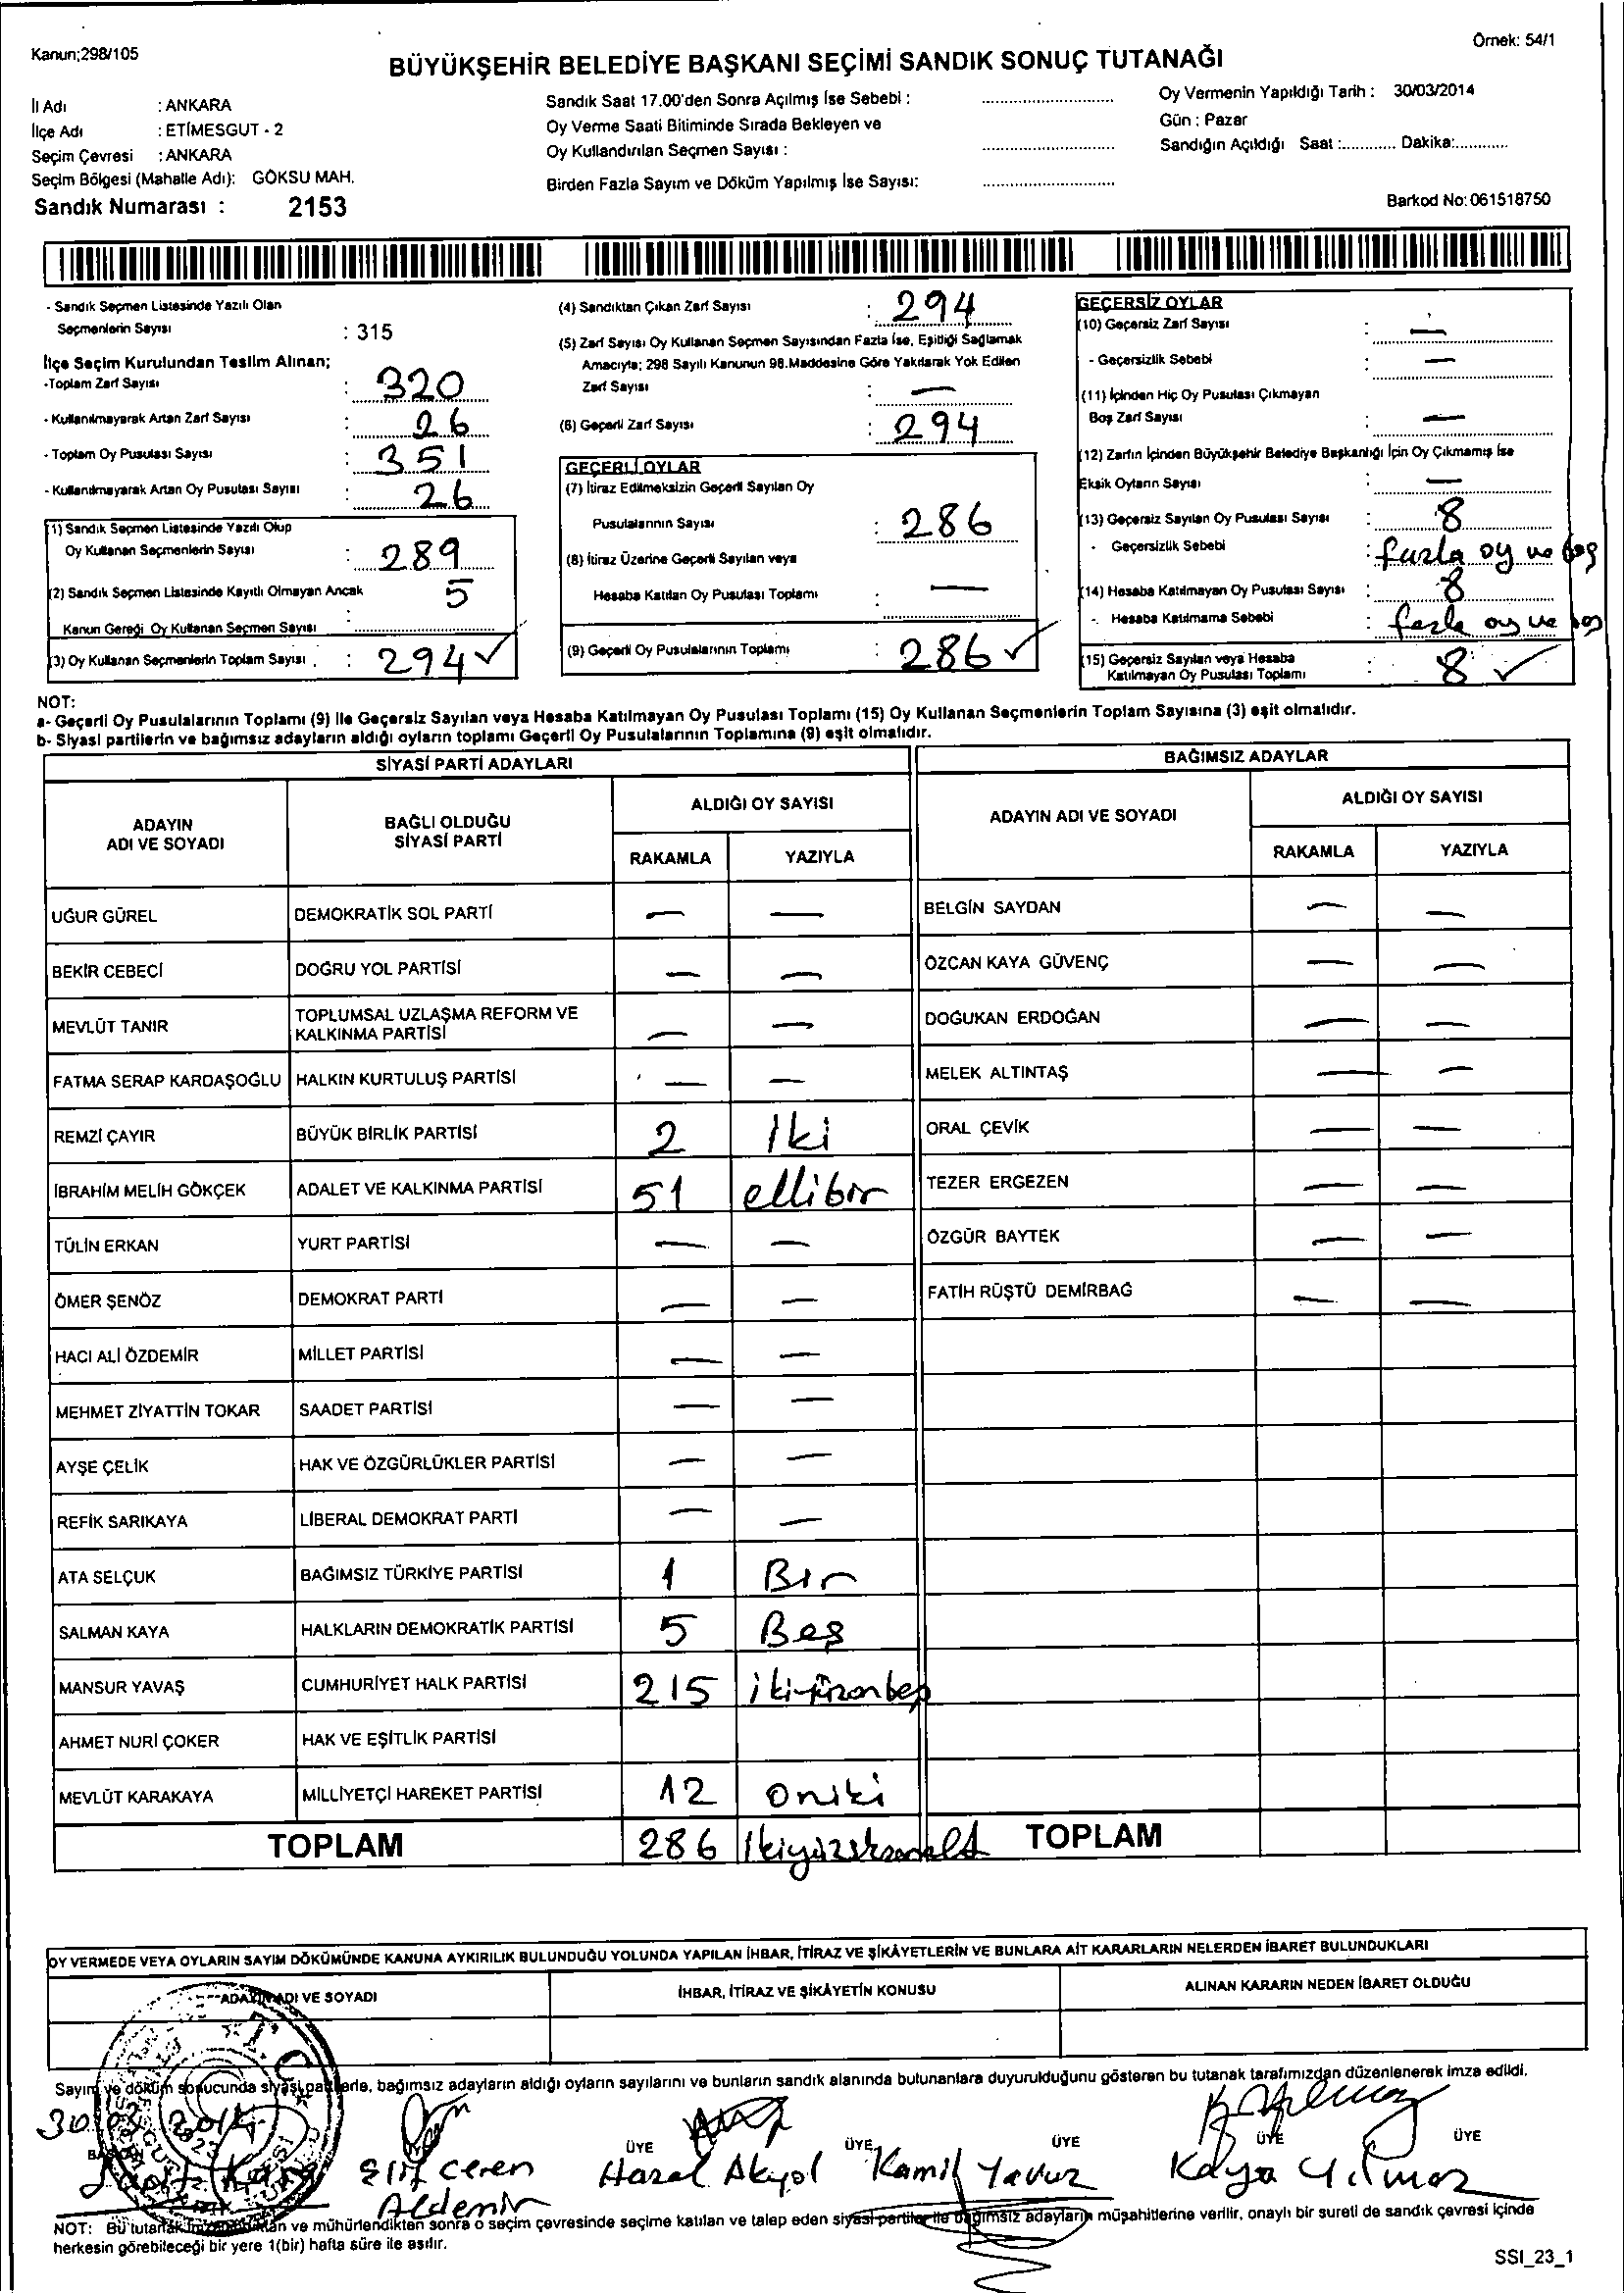 Kanun;298/105
Örnek: 54/1
BÜYÜKŞEHİR BELEDİYE BAŞKANI SEÇİMİ SANDIK SONUÇ TUTANAĞI
İl Adı : ANKARA
İlçe Adı : ETİMESGUT - 2
Seçim Çevresi : ANKARA
Seçim Bölgesi (Mahalle Adı): GÖKSU MAH.
Sandık Numarası : 2153
Sandık Saat 17.00'den Sonra Açılmış İse Sebebi :
Oy Verme Saati Bitiminde Sırada Bekleyen ve
Oy Kullandırılan Seçmen Sayısı :
Birden Fazla Sayım ve Döküm Yapılmış İse Sayısı:
Oy Vermenin Yapıldığı Tarih : 30/03/2014
Gün : Pazar
Sandığın Açıldığı Saat :............ Dakika:............
Barkod No: 061518750
- Sandık Seçmen Listesinde Yazılı Olan
Seçmenlerin Sayısı : 315
İlçe Seçim Kurulundan Teslim Alınan;
-Toplam Zarf Sayısı : 320
- Kullanılmayarak Artan Zarf Sayısı : 26
- Toplam Oy Pusulası Sayısı : 351
- Kullanılmayarak Artan Oy Pusulası Sayısı : 26
(1) Sandık Seçmen Listesinde Yazılı Olup
Oy Kullanan Seçmenlerin Sayısı : 289
(2) Sandık Seçmen Listesinde Kayıtlı Olmayan Ancak
Kanun Gereği Oy Kullanan Seçmen Sayısı : 5
(3) Oy Kullanan Seçmenlerin Toplam Sayısı : 294 ✓
(4) Sandıktan Çıkan Zarf Sayısı : 294
(5) Zarf Sayısı Oy Kullanan Seçmen Sayısından Fazla İse, Eşitliği Sağlamak
Amacıyla; 298 Sayılı Kanunun 98.Maddesine Göre Yakılarak Yok Edilen
Zarf Sayısı : —
(6) Geçerli Zarf Sayısı : 294
GEÇERLİ OYLAR
(7) İtiraz Edilmeksizin Geçerli Sayılan Oy
Pusulalarının Sayısı : 286
(8) İtiraz Üzerine Geçerli Sayılan veya
Hesaba Katılan Oy Pusulası Toplamı : —
(9) Geçerli Oy Pusulalarının Toplamı : 286 ✓
GEÇERSİZ OYLAR
(10) Geçersiz Zarf Sayısı : —
- Geçersizlik Sebebi : —
(11) İçinden Hiç Oy Pusulası Çıkmayan
Boş Zarf Sayısı : —
(12) Zarfın İçinden Büyükşehir Belediye Başkanlığı İçin Oy Çıkmamış İse
Eksik Oyların Sayısı : —
(13) Geçersiz Sayılan Oy Pusulası Sayısı : 8
- Geçersizlik Sebebi : fazla oy ve boş
(14) Hesaba Katılmayan Oy Pusulası Sayısı : 8
- Hesaba Katılmama Sebebi : fazla oy ve boş
(15) Geçersiz Sayılan veya Hesaba
Katılmayan Oy Pusulası Toplamı : 8 ✓
NOT:
a- Geçerli Oy Pusulalarının Toplamı (9) ile Geçersiz Sayılan veya Hesaba Katılmayan Oy Pusulası Toplamı (15) Oy Kullanan Seçmenlerin Toplam Sayısına (3) eşit olmalıdır.
b- Siyasi partilerin ve bağımsız adayların aldığı oyların toplamı Geçerli Oy Pusulalarının Toplamına (9) eşit olmalıdır.
SİYASİ PARTİ ADAYLARI
ADAYIN ADI VE SOYADI BAĞLI OLDUĞU SİYASİ PARTİ ALDIĞI OY SAYISI
RAKAMLA YAZIYLA
UĞUR GÜREL DEMOKRATİK SOL PARTİ — —
BEKİR CEBECİ DOĞRU YOL PARTİSİ — —
MEVLÜT TANIR TOPLUMSAL UZLAŞMA REFORM VE KALKINMA PARTİSİ — —
FATMA SERAP KARDAŞOĞLU HALKIN KURTULUŞ PARTİSİ — —
REMZİ ÇAYIR BÜYÜK BİRLİK PARTİSİ 2 İki
İBRAHİM MELİH GÖKÇEK ADALET VE KALKINMA PARTİSİ 51 ellibir
TÜLİN ERKAN YURT PARTİSİ — —
ÖMER ŞENÖZ DEMOKRAT PARTİ — —
HACI ALİ ÖZDEMİR MİLLET PARTİSİ — —
MEHMET ZİYATTİN TOKAR SAADET PARTİSİ — —
AYŞE ÇELİK HAK VE ÖZGÜRLÜKLER PARTİSİ — —
REFİK SARIKAYA LİBERAL DEMOKRAT PARTİ — —
ATA SELÇUK BAĞIMSIZ TÜRKİYE PARTİSİ 1 Bir
SALMAN KAYA HALKLARIN DEMOKRATİK PARTİSİ 5 Beş
MANSUR YAVAŞ CUMHURİYET HALK PARTİSİ 215 ikiyüzonbeş
AHMET NURİ ÇOKER HAK VE EŞİTLİK PARTİSİ
MEVLÜT KARAKAYA MİLLİYETÇİ HAREKET PARTİSİ 12 Oniki
TOPLAM 286 İkiyüzseksenaltı
BAĞIMSIZ ADAYLAR
ADAYIN ADI VE SOYADI ALDIĞI OY SAYISI
RAKAMLA YAZIYLA
BELGİN SAYDAN — —
ÖZCAN KAYA GÜVENÇ — —
DOĞUKAN ERDOĞAN — —
MELEK ALTINTAŞ — —
ORAL ÇEVİK — —
TEZER ERGEZEN — —
ÖZGÜR BAYTEK — —
FATİH RÜŞTÜ DEMİRBAĞ — —
TOPLAM
OY VERMEDE VEYA OYLARIN SAYIM DÖKÜMÜNDE KANUNA AYKIRILIK BULUNDUĞU YOLUNDA YAPILAN İHBAR, İTİRAZ VE ŞİKÂYETLERİN VE BUNLARA AİT KARARLARIN NELERDEN İBARET BULUNDUKLARI
ADAYIN ADI VE SOYADI İHBAR, İTİRAZ VE ŞİKÂYETİN KONUSU ALINAN KARARIN NEDEN İBARET OLDUĞU
T.C.
Sayım ve döküm sonucunda siyasi partilerle, bağımsız adayların aldığı oyların sayılarını ve bunların sandık alanında bulunanlara duyurulduğunu gösteren bu tutanak tarafımızdan düzenlenerek imza edildi.
30 2014
BAŞKAN ÜYE ÜYE ÜYE ÜYE ÜYE
Elif Ceren Aldemir
Hazal Akyol
Kamil Yavuz
Kaya Yılmaz
NOT: Bu tutanak imzalandıktan ve mühürlendikten sonra o seçim çevresinde seçime katılan ve talep eden siyasi partiler ile bağımsız adayların müşahitlerine verilir, onaylı bir sureti de sandık çevresi içinde
herkesin görebileceği bir yere 1(bir) hafta süre ile asılır.
SSI_23_1